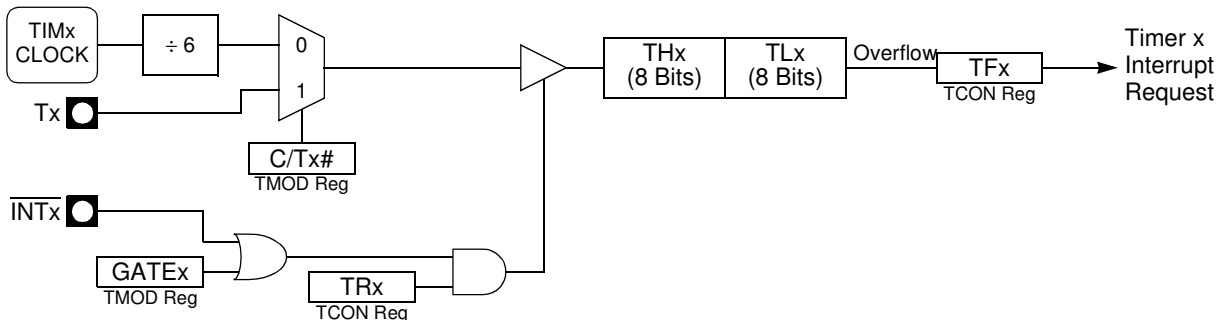 TIMx
CLOCK
÷ 6
0
1
Tx
C/Tx#
TMOD Reg
THx
(8 Bits)
TLx
(8 Bits)
Overflow
TFx
TCON Reg
Timer x
Interrupt
Request
INTx
GATEx
TMOD Reg
TRx
TCON Reg